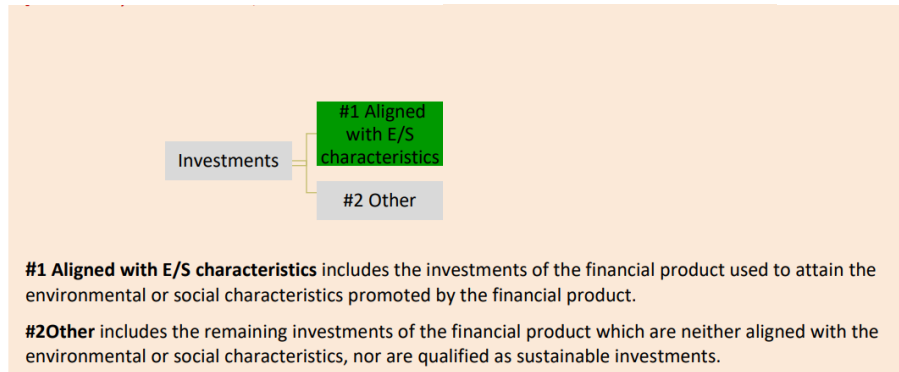 #1 Aligned
with E/S
characteristics
Investments
#2 Other
#1 Aligned with E/S characteristics includes the investments of the financial product used to attain the
environmental or social characteristics promoted by the financial product.
#2Other includes the remaining investments of the financial product which are neither aligned with the
environmental or social characteristics, nor are qualified as sustainable investments.